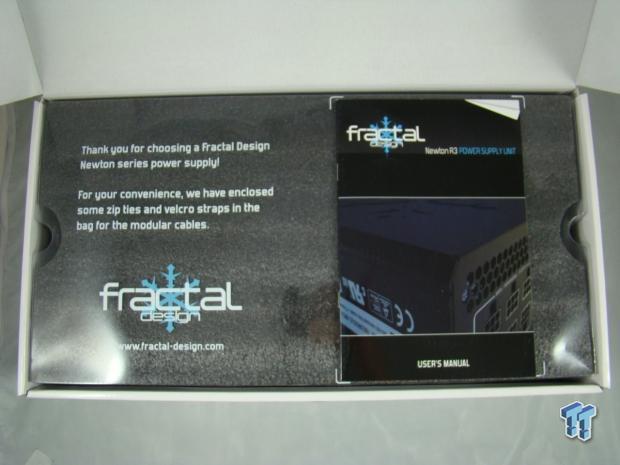 Thank you for choosing a Fractal Design
Newton series power supply!
For your convenience, we have enclosed
some zip ties and velcro straps in the
bag for the modular cables.
fractal
design
www.fractal-design.com
fractal
design
Newton R3 POWER SUPPLY UNIT
CE
USER'S MANUAL
TT